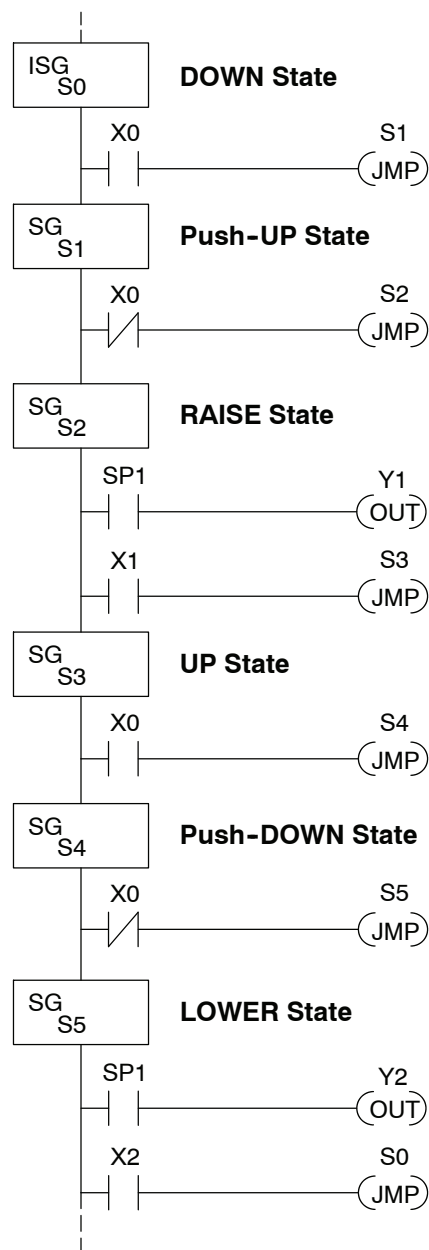 ISG
S0
DOWN State
X0
S1
JMP
SG
S1
Push-UP State
X0
S2
JMP
SG
S2
RAISE State
SP1
Y1
OUT
X1
S3
JMP
SG
S3
UP State
X0
S4
JMP
SG
S4
Push-DOWN State
X0
S5
JMP
SG
S5
LOWER State
SP1
Y2
OUT
X2
S0
JMP